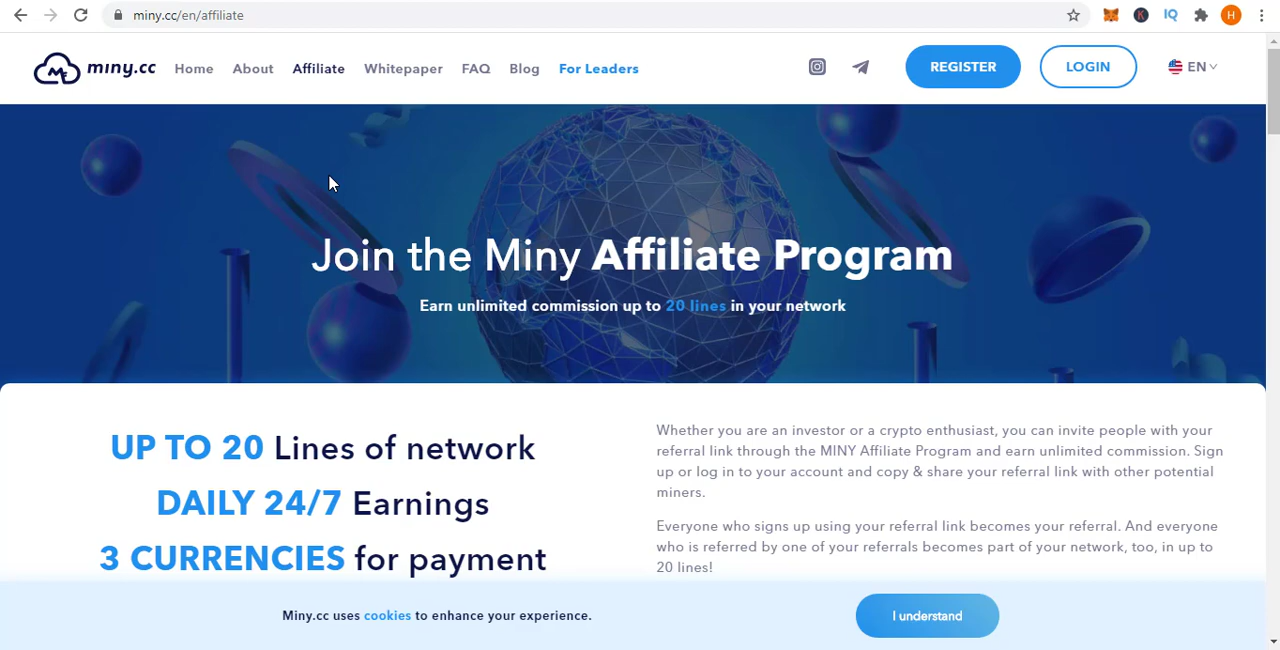 miny.cc/en/affiliate
K
IQ
H
miny.cc
Home
About
Affiliate
Whitepaper
FAQ
Blog
For Leaders
REGISTER
LOGIN
EN
Join the Miny Affiliate Program
Earn unlimited commission up to 20 lines in your network
UP TO 20 Lines of network
DAILY 24/7 Earnings
3 CURRENCIES for payment
Whether you are an investor or a crypto enthusiast, you can invite people with your
referral link through the MINY Affiliate Program and earn unlimited commission. Sign
up or log in to your account and copy & share your referral link with other potential
miners.
Everyone who signs up using your referral link becomes your referral. And everyone
who is referred by one of your referrals becomes part of your network, too, in up to
20 lines!
Miny.cc uses cookies to enhance your experience.
I understand